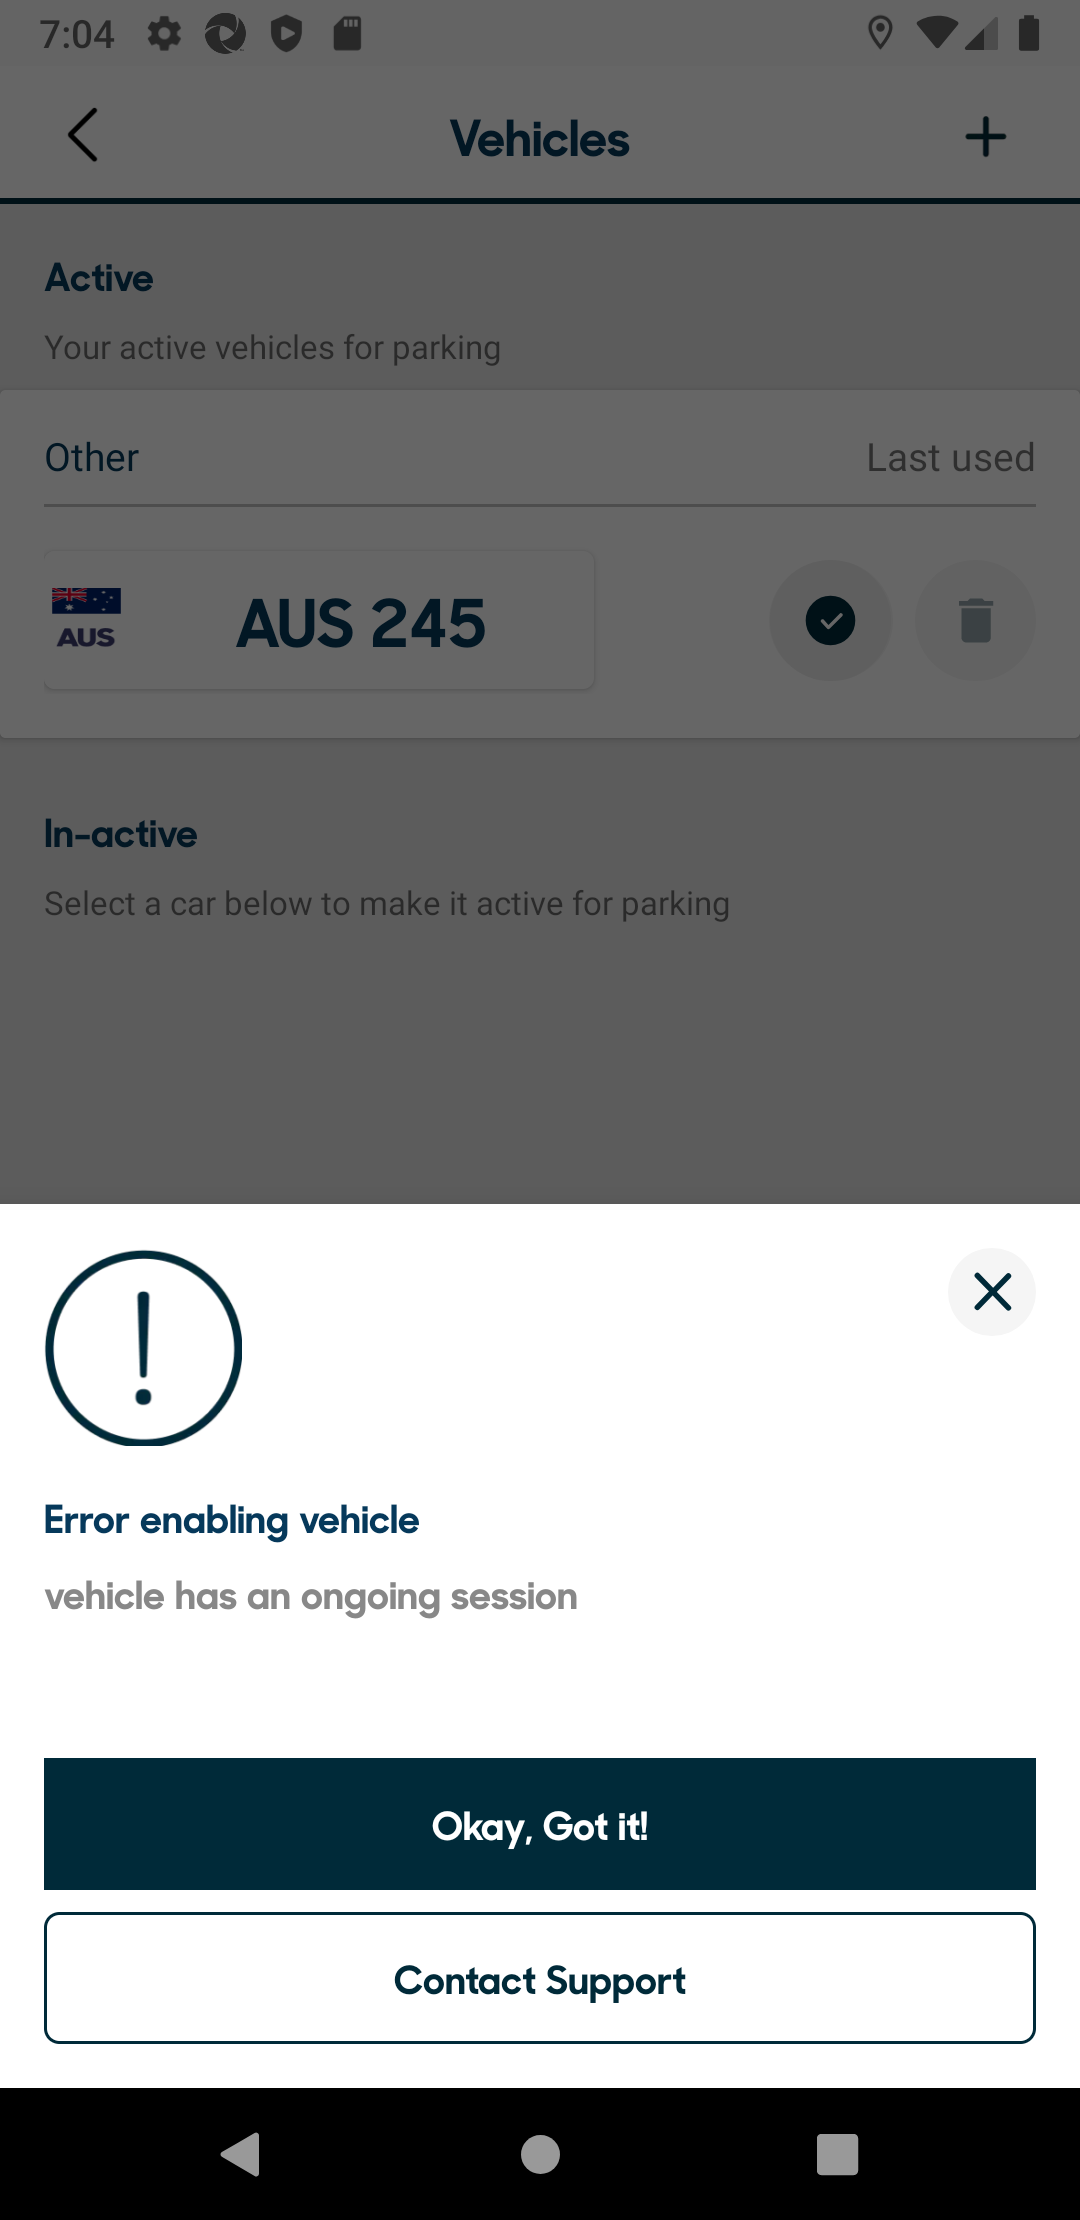 7:04
Vehicles
Active
Your active vehicles for parking
Other Last used
AUS AUS 245
In-active
Select a car below to make it active for parking
Error enabling vehicle
vehicle has an ongoing session
Okay, Got it!
Contact Support